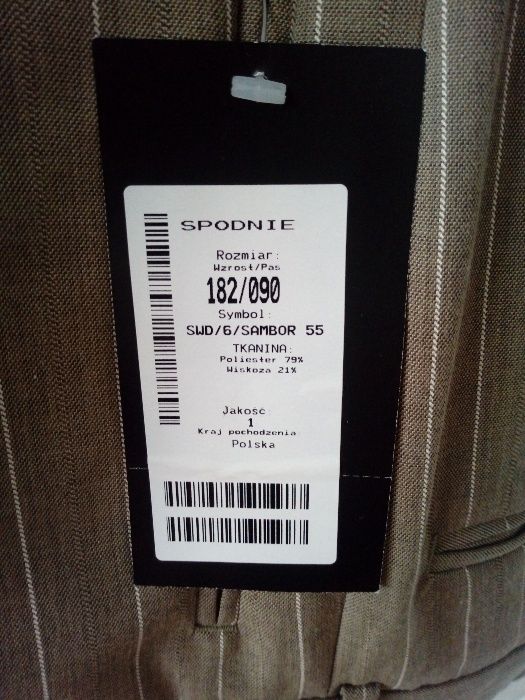 SPODNIE
Rozmiar:
Wzrost/Pas
182/090
Symbol:
SWD/6/SAMBOR 55
TKANINA:
Poliester 79%
Wiskoza 21%
Jakość:
1
Kraj pochodzenia:
Polska